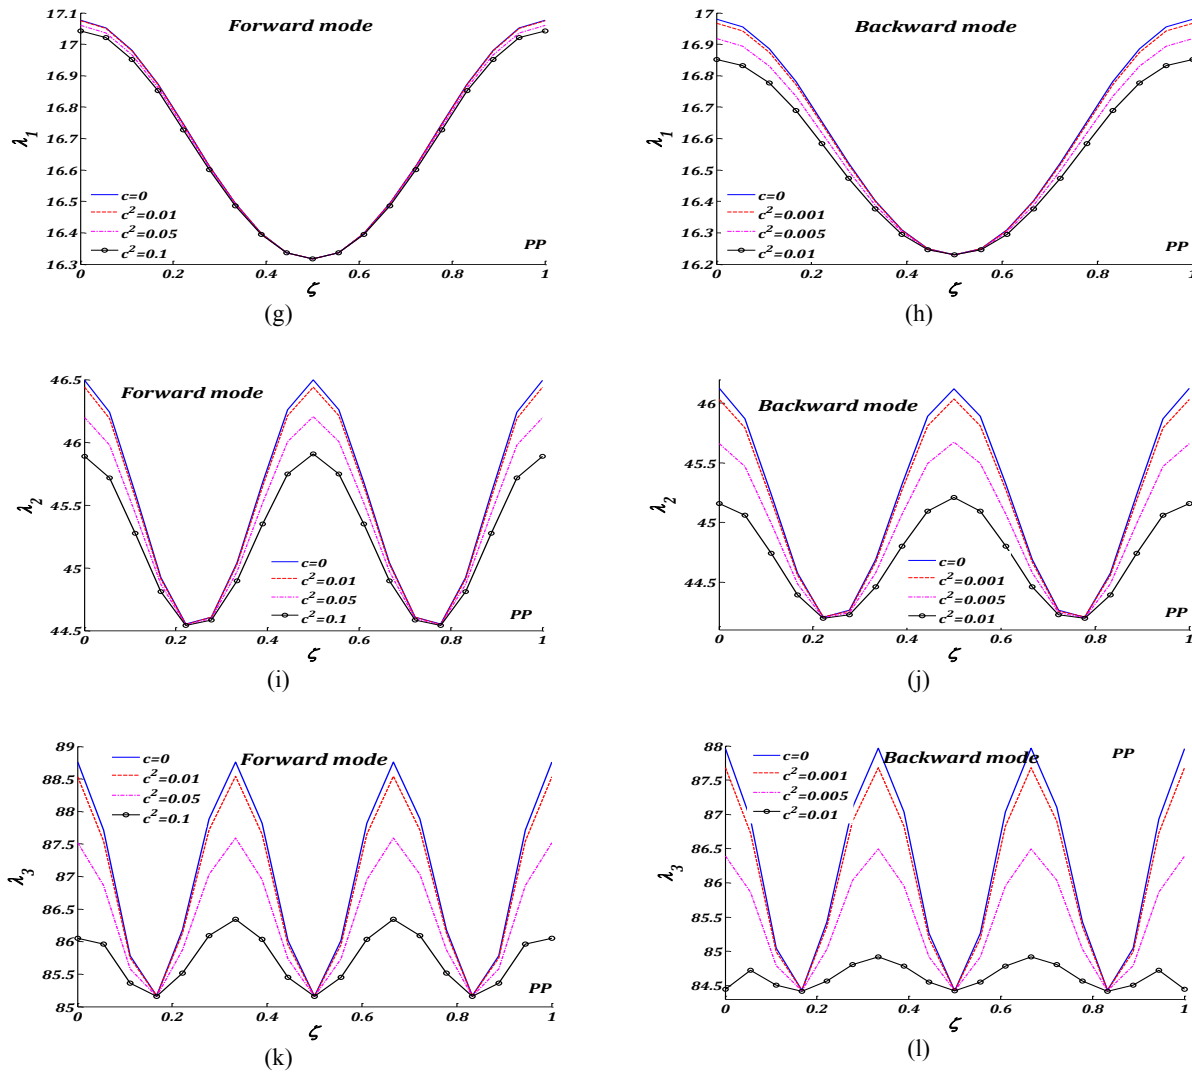 Forward mode
17.1
17
16.9
16.8
16.7
16.6
16.5
16.4
16.3
λ1
c=0
c²=0.01
c²=0.05
c²=0.1
PP
0 0.2 0.4 0.6 0.8 1
ζ
(g)
Backward mode
17
16.9
16.8
16.7
16.6
16.5
16.4
16.3
16.2
λ1
c=0
c²=0.001
c²=0.005
c²=0.01
PP
0 0.2 0.4 0.6 0.8 1
ζ
(h)
Forward mode
46.5
46
45.5
45
44.5
λ2
c=0
c²=0.01
c²=0.05
c²=0.1
PP
0 0.2 0.4 0.6 0.8 1
ζ
(i)
Backward mode
46
45.5
45
44.5
λ2
c=0
c²=0.001
c²=0.005
c²=0.01
PP
0 0.2 0.4 0.6 0.8 1
ζ
(j)
Forward mode
89
88.5
88
87.5
87
86.5
86
85.5
85
λ3
c=0
c²=0.01
c²=0.05
c²=0.1
PP
0 0.2 0.4 0.6 0.8 1
ζ
(k)
Backward mode
PP
88
87.5
87
86.5
86
85.5
85
84.5
λ3
c=0
c²=0.001
c²=0.005
c²=0.01
0 0.2 0.4 0.6 0.8 1
ζ
(l)